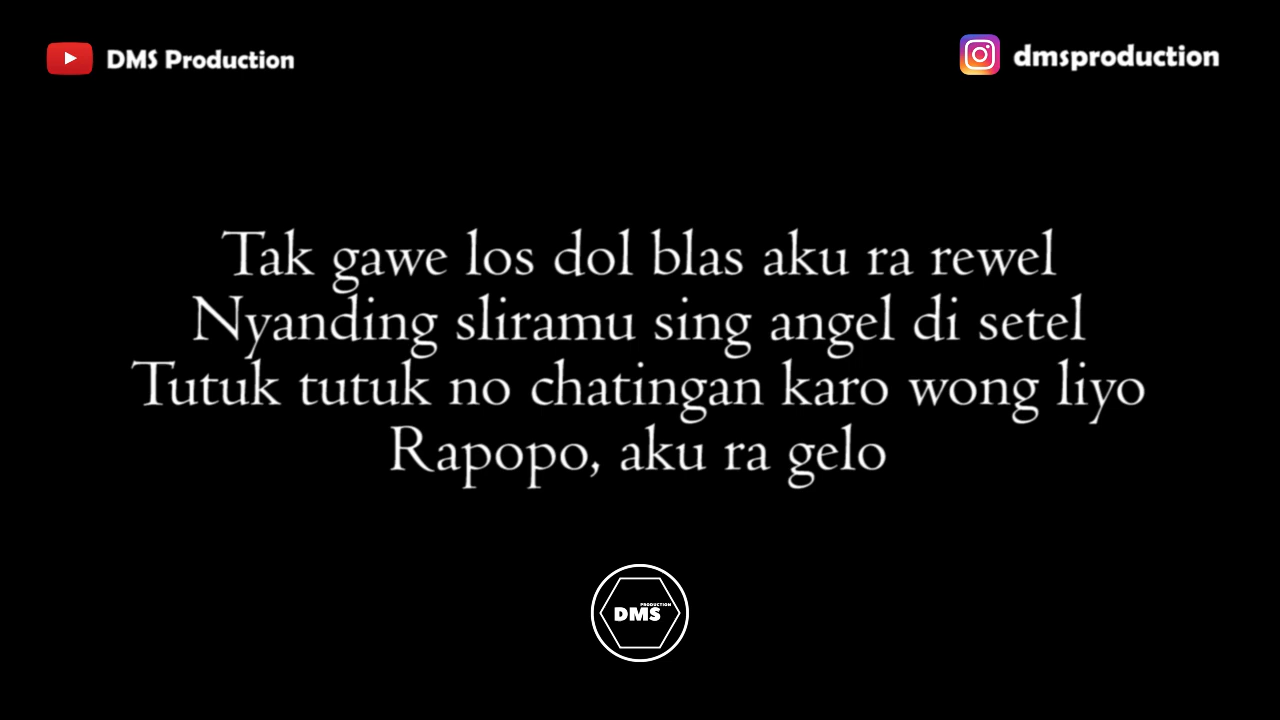 DMS Production
dmsproduction
Tak gawe los dol blas aku ra rewel
Nyanding sliramu sing angel di setel
Tutuk tutuk no chatingan karo wong liyo
Rapopo, aku ra gelo
PRODUCTION
DMS